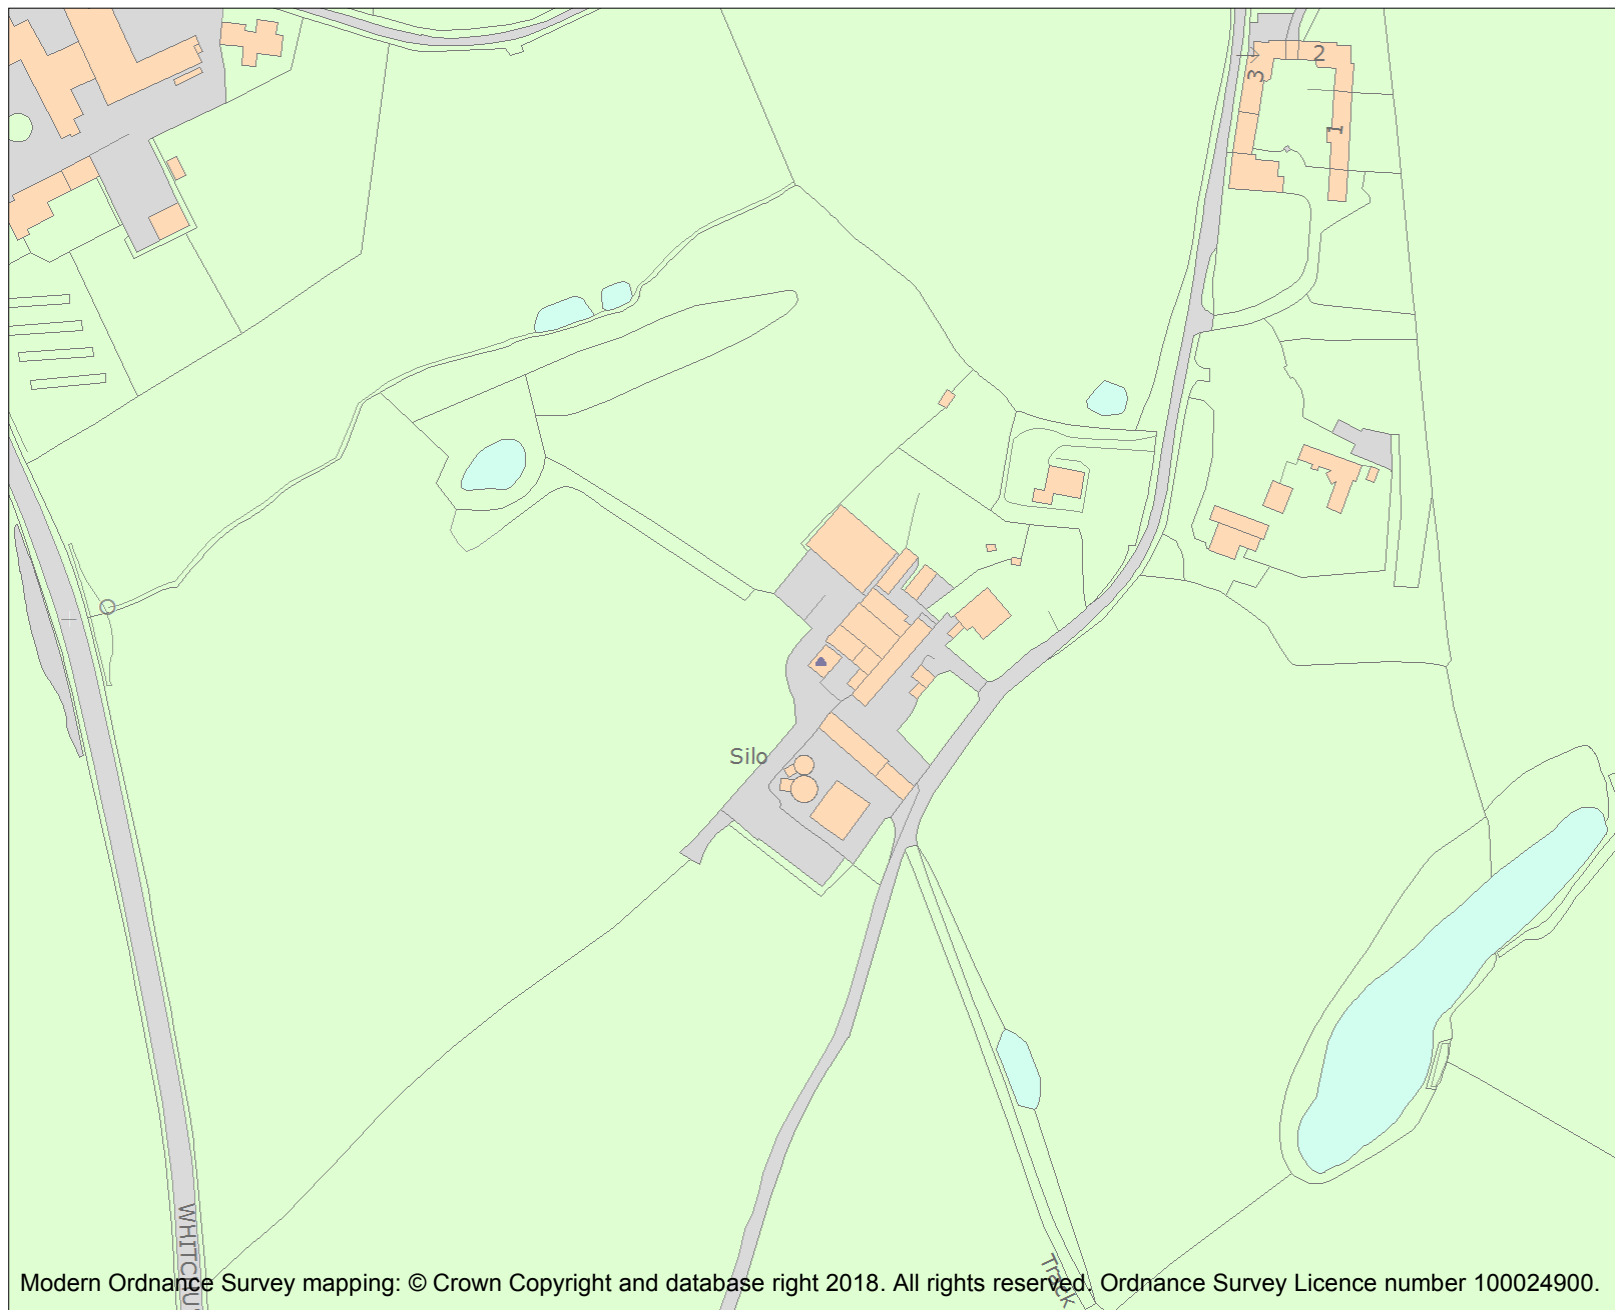 2
3
1
Silo
WHITCHU
Track
Modern Ordnance Survey mapping: © Crown Copyright and database right 2018. All rights reserved. Ordnance Survey Licence number 100024900.